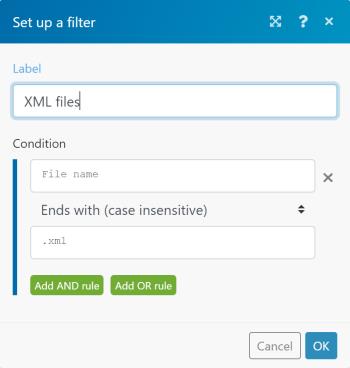 Set up a filter
Label
XML files
Condition
File name
Ends with (case insensitive)
.xml
Add AND rule Add OR rule
Cancel OK